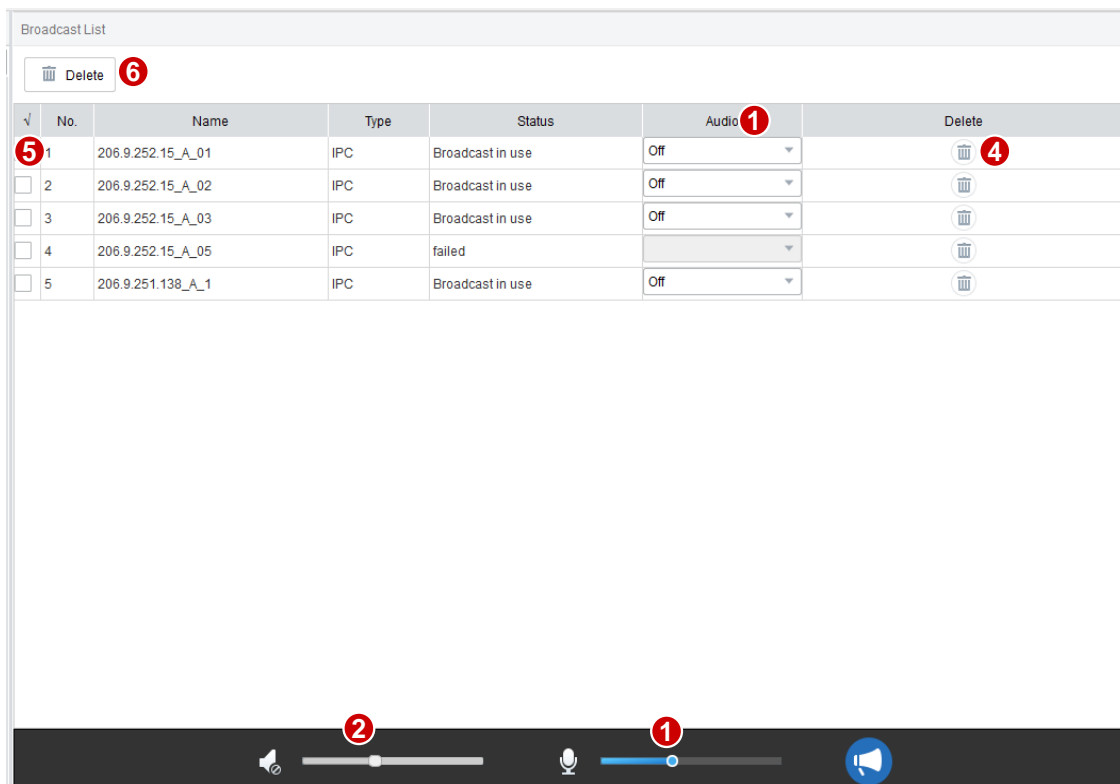 Broadcast List
Delete 6
√ No. Name Type Status Audio 1 Delete
5 1 206.9.252.15_A_01 IPC Broadcast in use Off 4
2 206.9.252.15_A_02 IPC Broadcast in use Off
3 206.9.252.15_A_03 IPC Broadcast in use Off
4 206.9.252.15_A_05 IPC failed
5 206.9.251.138_A_1 IPC Broadcast in use Off
2 1